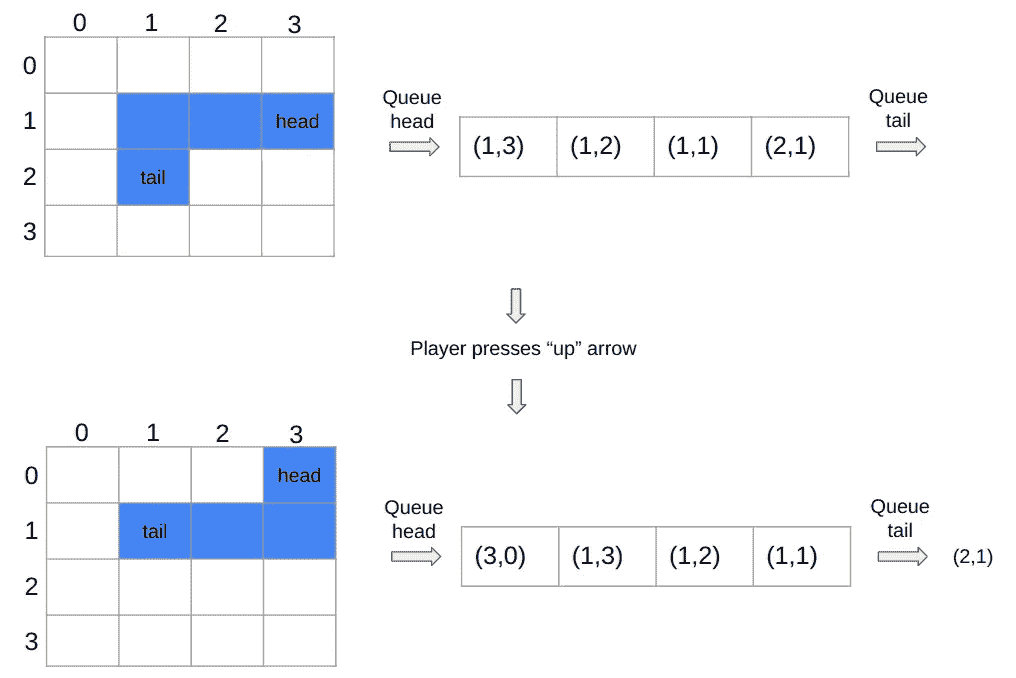 0 1 2 3
0
1 head
2 tail
3
Queue
head
(1,3) (1,2) (1,1) (2,1)
Queue
tail
Player presses “up” arrow
0 1 2 3
0 head
1 tail
2
3
Queue
head
(3,0) (1,3) (1,2) (1,1)
Queue
tail
(2,1)